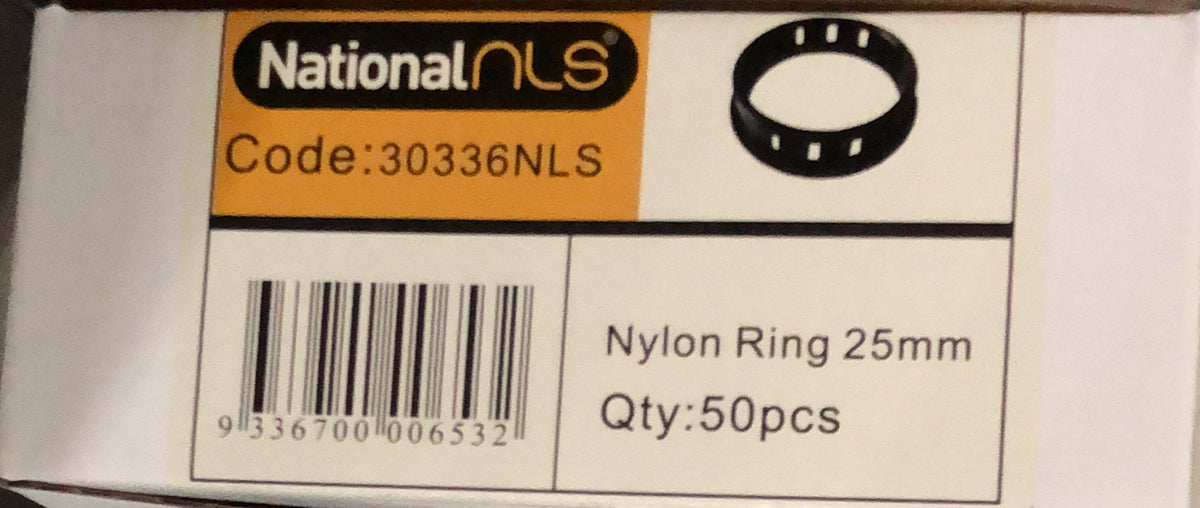 NationalNLS®
Code:30336NLS
Nylon Ring 25mm
Qty:50pcs
9 336700 006532